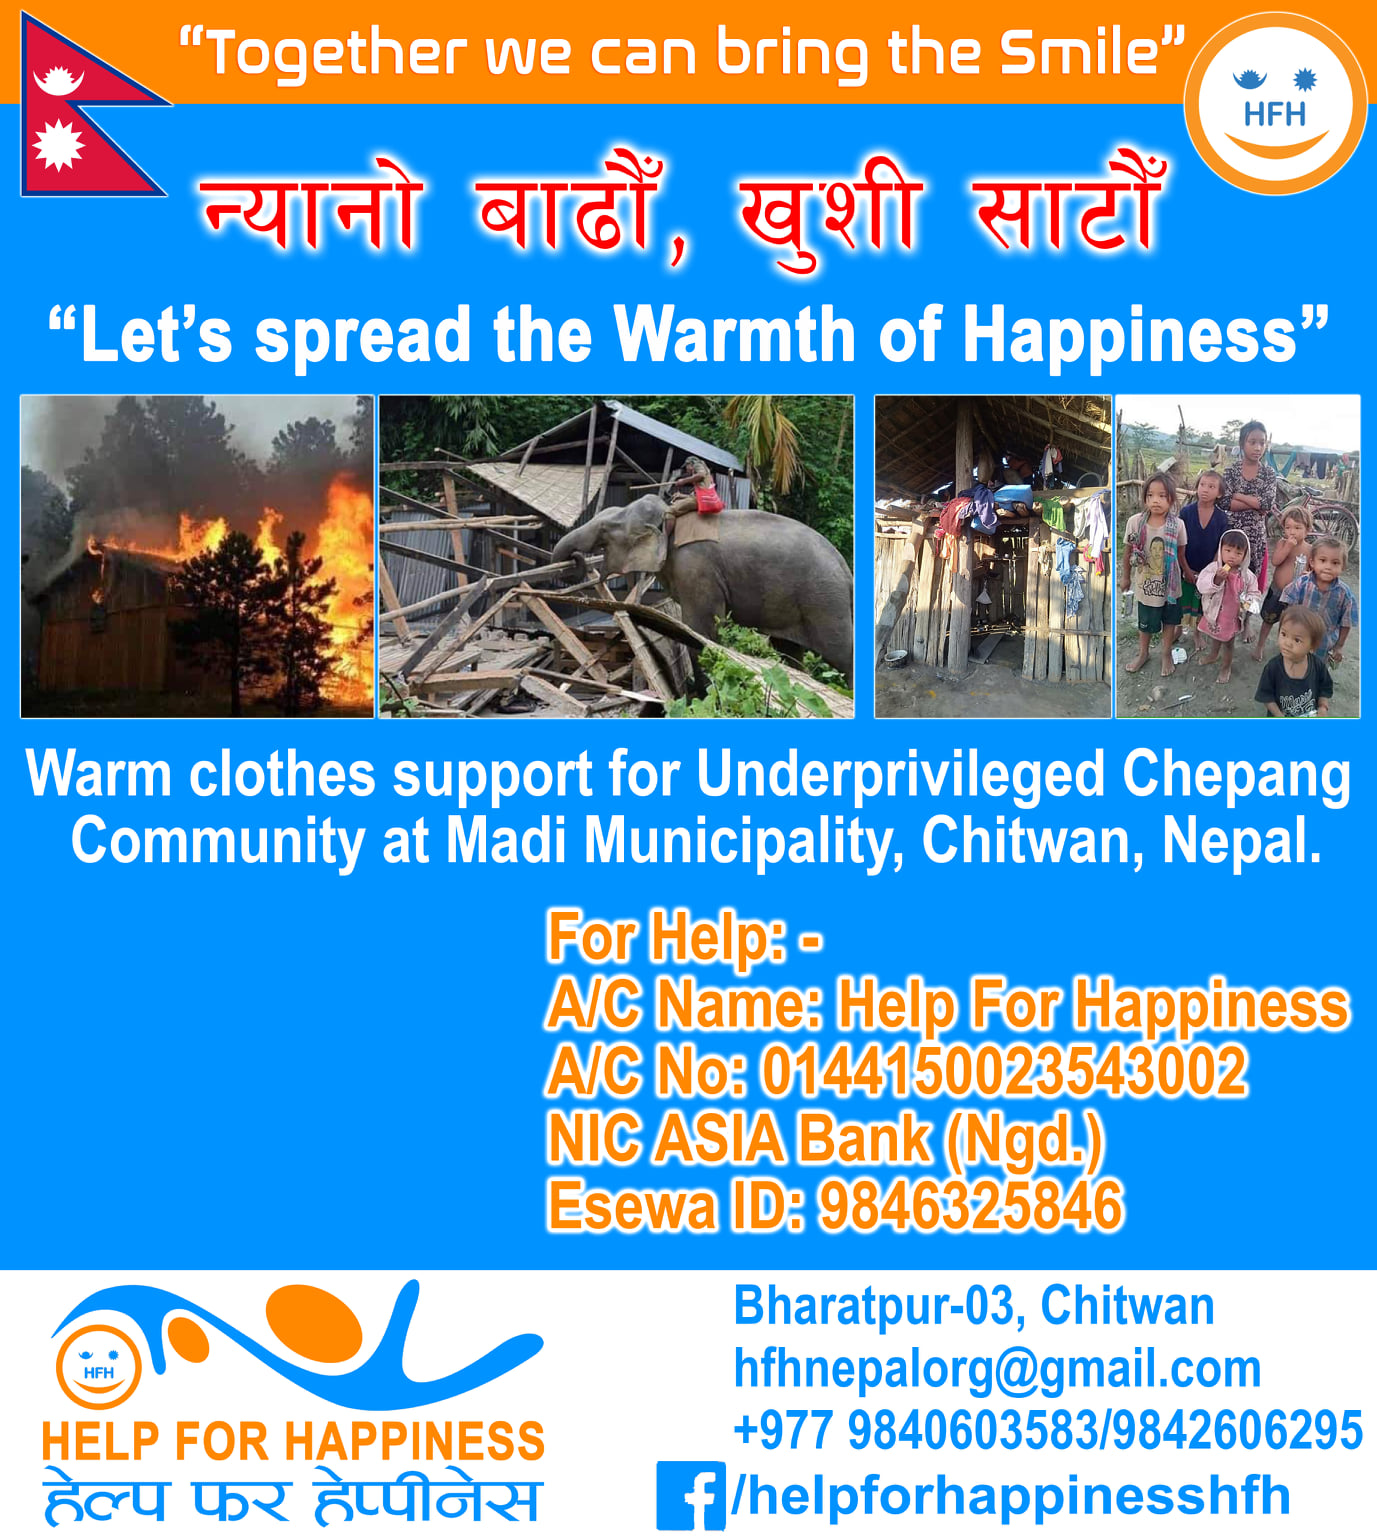 “Together we can bring the Smile”
HFH
न्यानो बाढौँ, खुशी साटौँ
“Let’s spread the Warmth of Happiness”
Warm clothes support for Underprivileged Chepang
Community at Madi Municipality, Chitwan, Nepal.
For Help: -
A/C Name: Help For Happiness
A/C No: 0144150023543002
NIC ASIA Bank (Ngd.)
Esewa ID: 9846325846
HFH
HELP FOR HAPPINESS
हेल्प फर हेप्पीनेस
Bharatpur-03, Chitwan
hfhnepalorg@gmail.com
+977 9840603583/9842606295
/helpforhappinesshfh